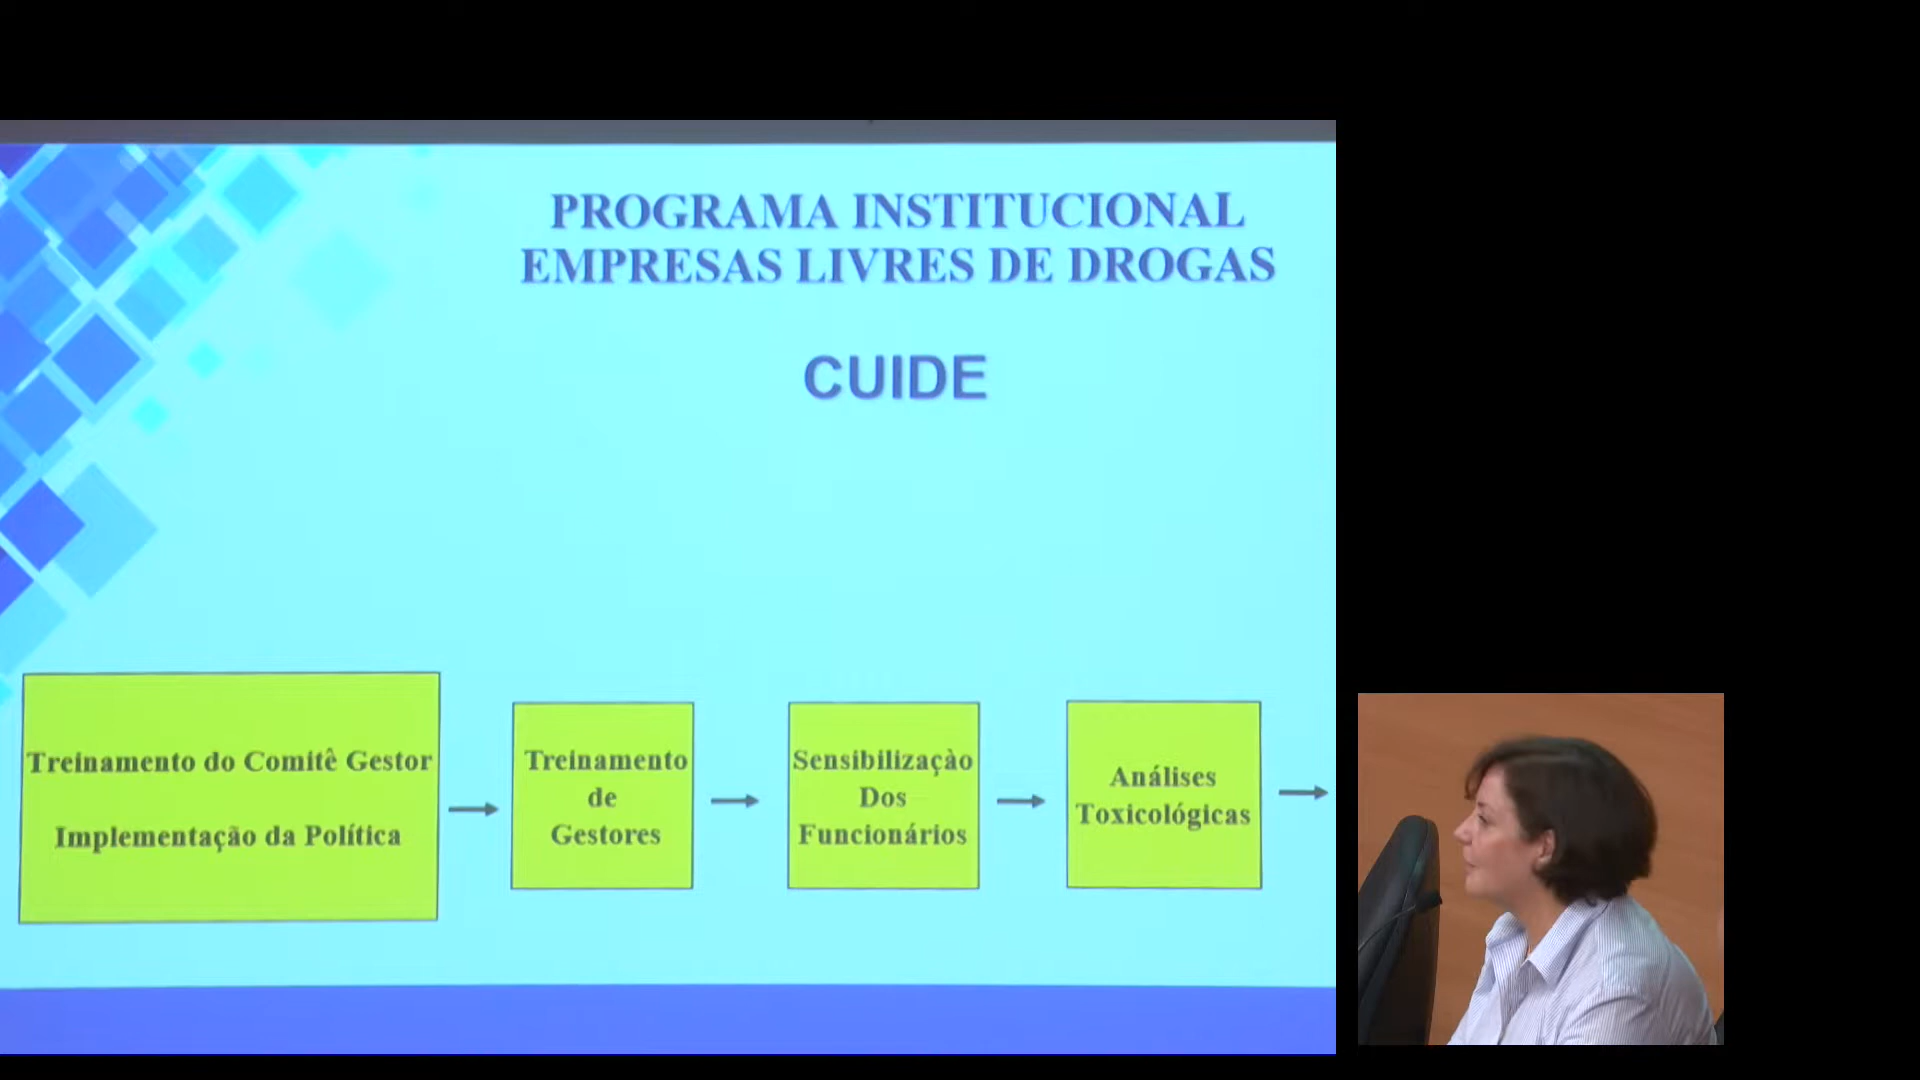 PROGRAMA INSTITUCIONAL
EMPRESAS LIVRES DE DROGAS
CUIDE
Treinamento do Comitê Gestor
Implementação da Política
Treinamento
de
Gestores
Sensibilizaçào
Dos
Funcionários
Análises
Toxicológicas